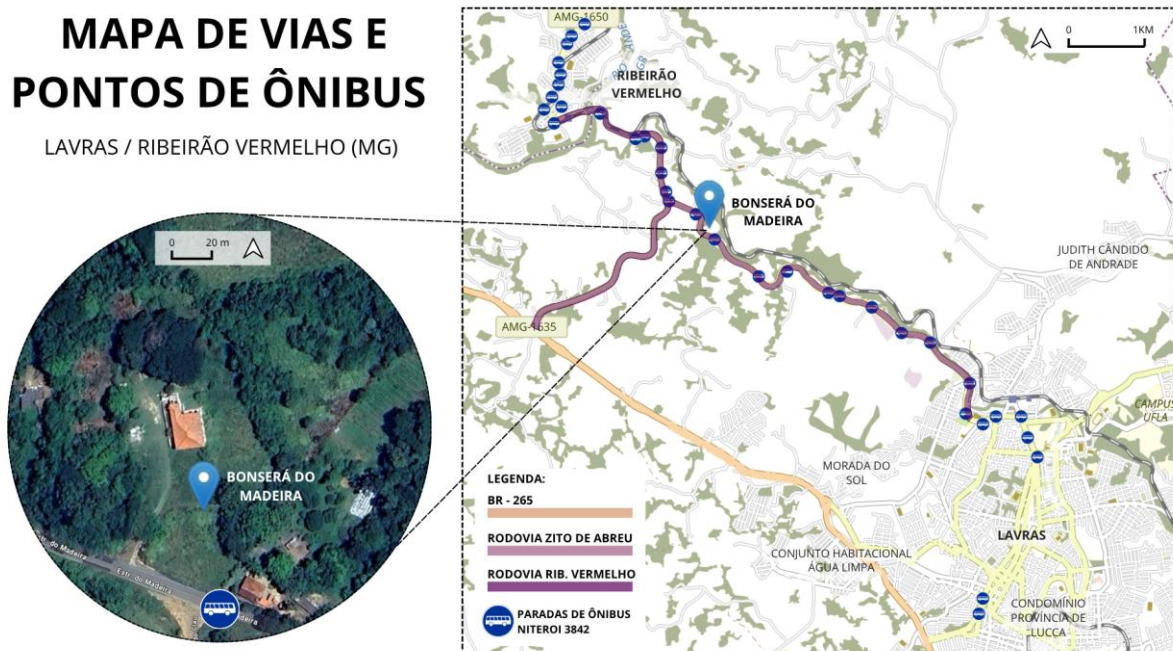 MAPA DE VIAS E
PONTOS DE ÔNIBUS
LAVRAS / RIBEIRÃO VERMELHO (MG)
0 20 m
BONSERÁ DO
MADEIRA
Estr. do Madeira
Estr. do Madeira
AMG-1650
0 1KM
RIBEIRÃO
VERMELHO
BONSERÁ DO
MADEIRA
JUDITH CÂNDIDO
DE ANDRADE
AMG-1635
CAMPUS
UFLA
MORADA DO
SOL
LAVRAS
CONJUNTO HABITACIONAL
ÁGUA LIMPA
CONDOMÍNIO
PROVÍNCIA DE
LUCCA
LEGENDA:
BR - 265
RODOVIA ZITO DE ABREU
RODOVIA RIB. VERMELHO
PARADAS DE ÔNIBUS
NITEROI 3842